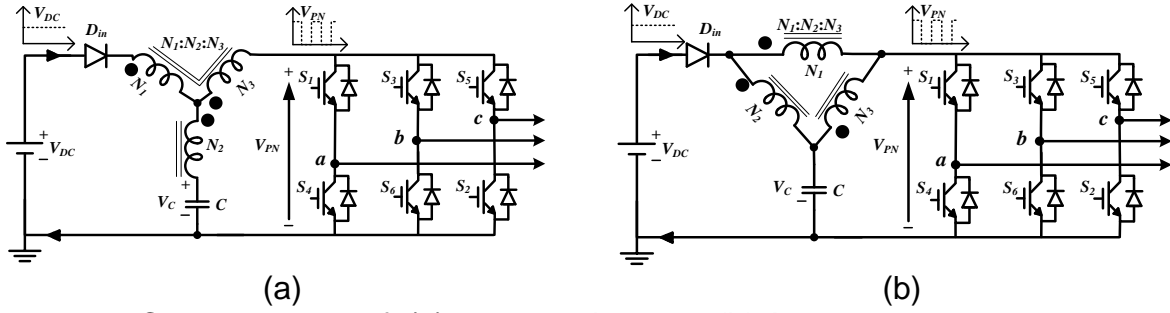 V_DC
D_in
N_1:N_2:N_3
V_PN
N_1
N_3
N_2
V_DC
+
−
+
V_C
−
C
+
V_PN
−
S_1
S_3
S_5
a
b
c
S_4
S_6
S_2
(a)
V_DC
D_in
N_1:N_2:N_3
V_PN
N_1
N_2
N_3
+
−
V_DC
+
V_C
−
C
+
V_PN
−
S_1
S_3
S_5
a
b
c
S_4
S_6
S_2
(b)